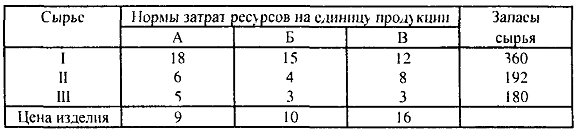 Сырье Нормы затрат ресурсов на единицу продукции Запасы сырья
А Б В
I 18 15 12 360
II 6 4 8 192
III 5 3 3 180
Цена изделия 9 10 16